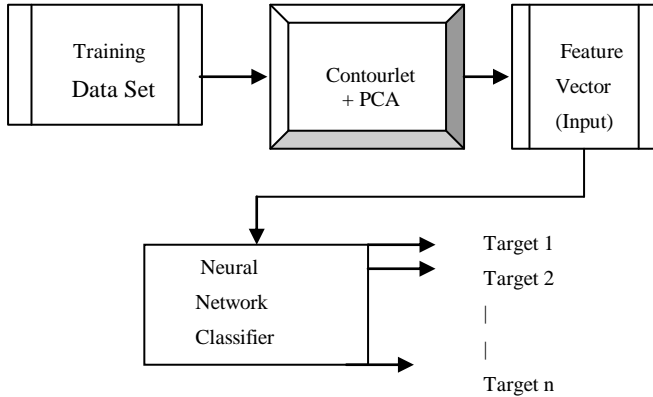 Training
Data Set
Contourlet
+ PCA
Feature
Vector
(Input)
Neural
Network
Classifier
Target 1
Target 2
|
|
Target n